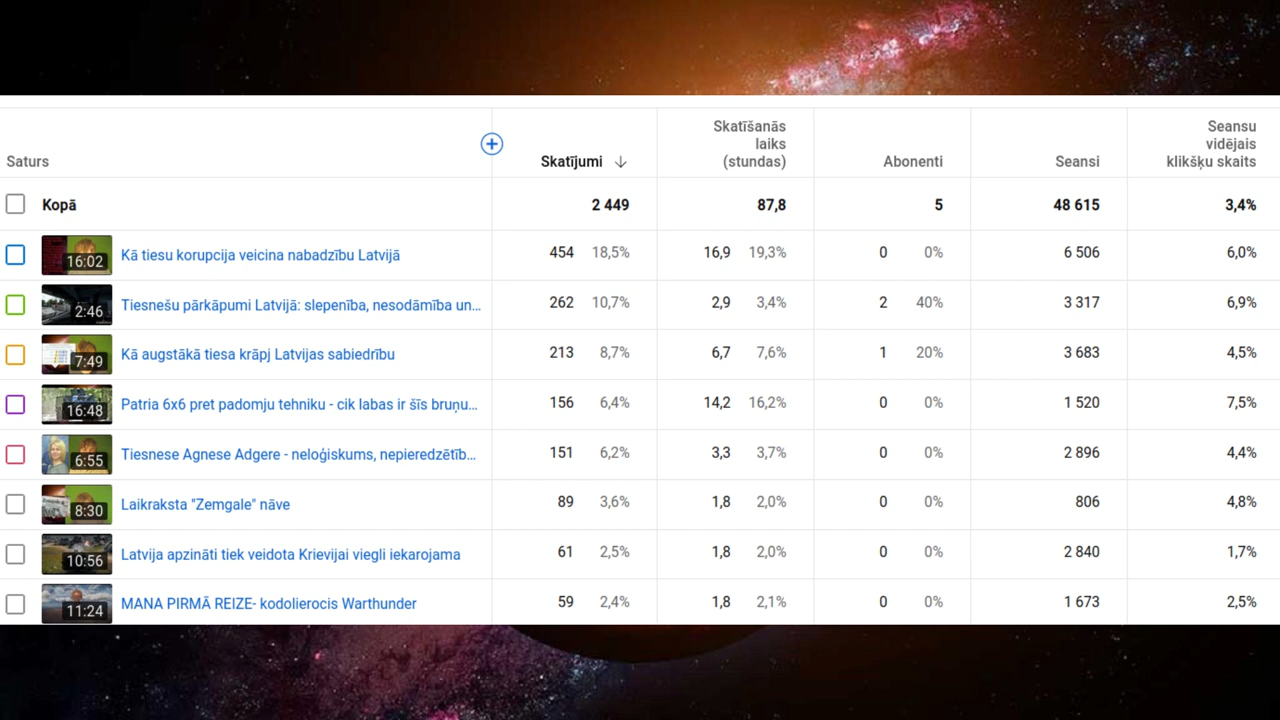 Saturs
Skatījumi
Skatīšanās
laiks
(stundas)
Abonenti
Seansi
Seansu
vidējais
klikšķu skaits
Kopā 2 449 87,8 5 48 615 3,4%
16:02 Kā tiesu korupcija veicina nabadzību Latvijā 454 18,5% 16,9 19,3% 0 0% 6 506 6,0%
2:46 Tiesnešu pārkāpumi Latvijā: slepenība, nesodāmība un... 262 10,7% 2,9 3,4% 2 40% 3 317 6,9%
7:49 Kā augstākā tiesa krāpj Latvijas sabiedrību 213 8,7% 6,7 7,6% 1 20% 3 683 4,5%
16:48 Patria 6x6 pret padomju tehniku - cik labas ir šīs bruņu... 156 6,4% 14,2 16,2% 0 0% 1 520 7,5%
6:55 Tiesnese Agnese Adgere - neloģiskums, nepieredzētīb... 151 6,2% 3,3 3,7% 0 0% 2 896 4,4%
8:30 Laikraksta "Zemgale" nāve 89 3,6% 1,8 2,0% 0 0% 806 4,8%
10:56 Latvija apzināti tiek veidota Krievijai viegli iekarojama 61 2,5% 1,8 2,0% 0 0% 2 840 1,7%
11:24 MANA PIRMĀ REIZE- kodolierocis Warthunder 59 2,4% 1,8 2,1% 0 0% 1 673 2,5%